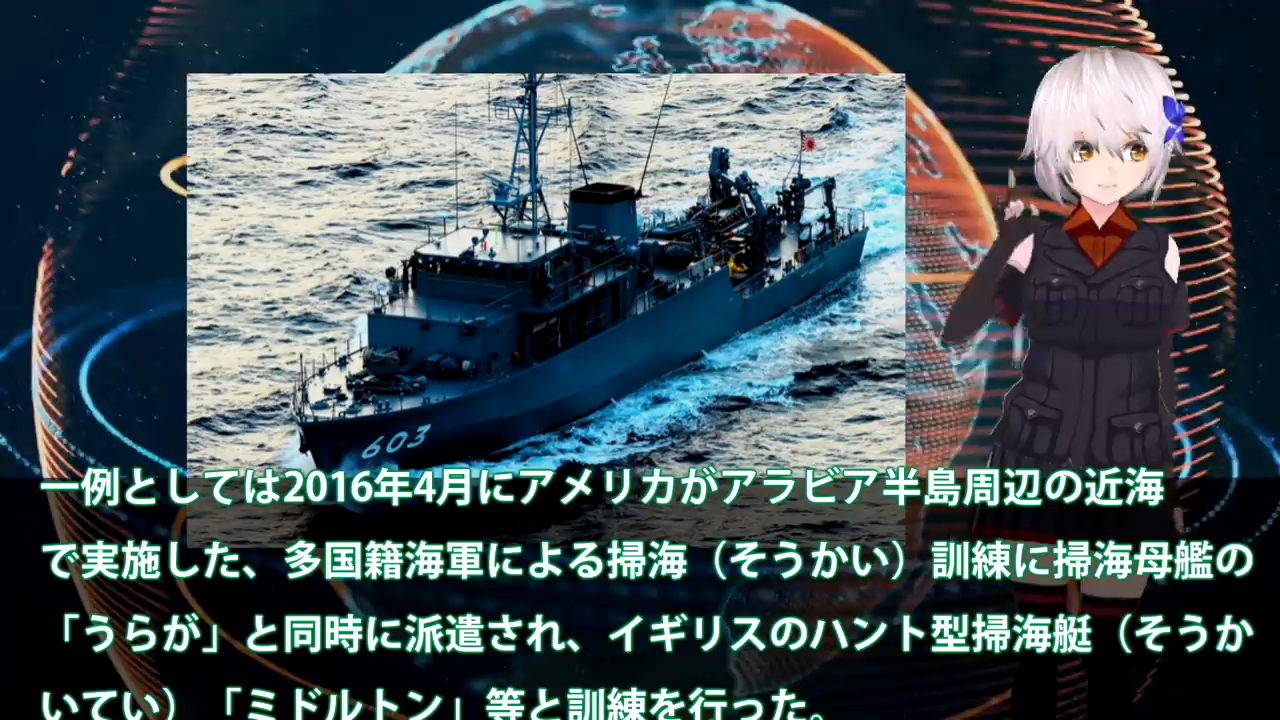 603
一例としては2016年4月にアメリカがアラビア半島周辺の近海
で実施した、多国籍海軍による掃海（そうかい）訓練に掃海母艦の
「うらが」と同時に派遣され、イギリスのハント型掃海艇（そうか
いてい）「ミドルトン」等と訓練を行った。